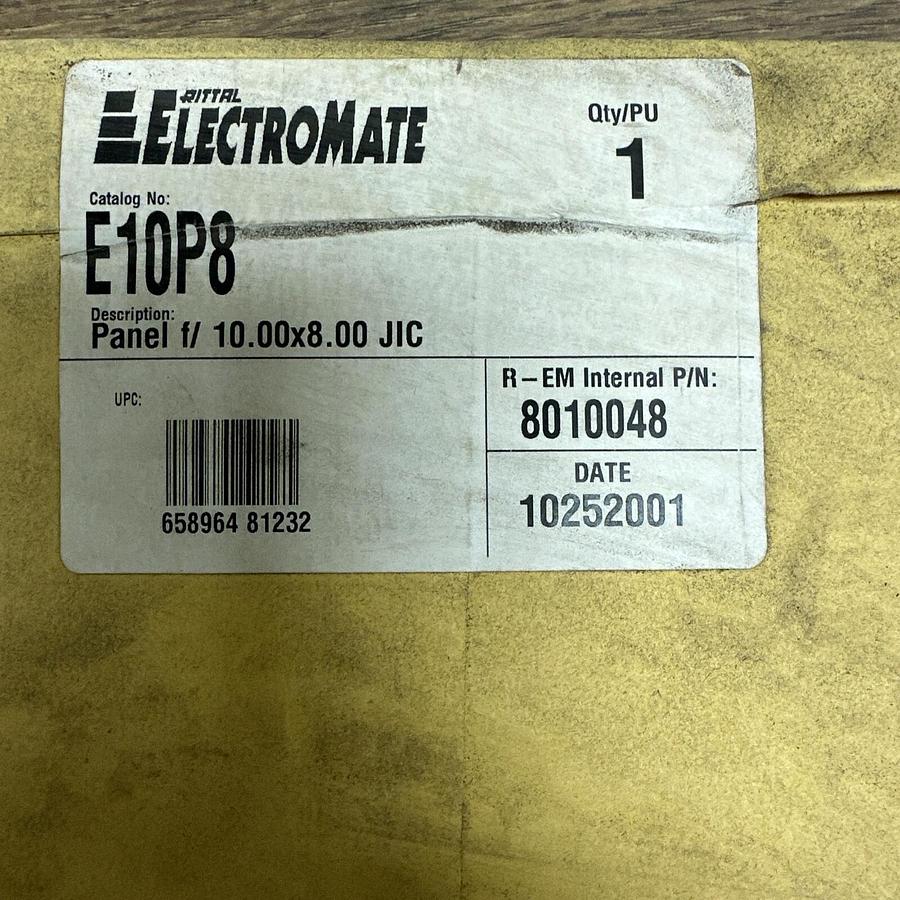 RITTAL
ELECTROMATE
Qty/PU
1
Catalog No:
E10P8
Description:
Panel f/ 10.00x8.00 JIC
UPC:
658964 81232
R-EM Internal P/N:
8010048
DATE
10252001